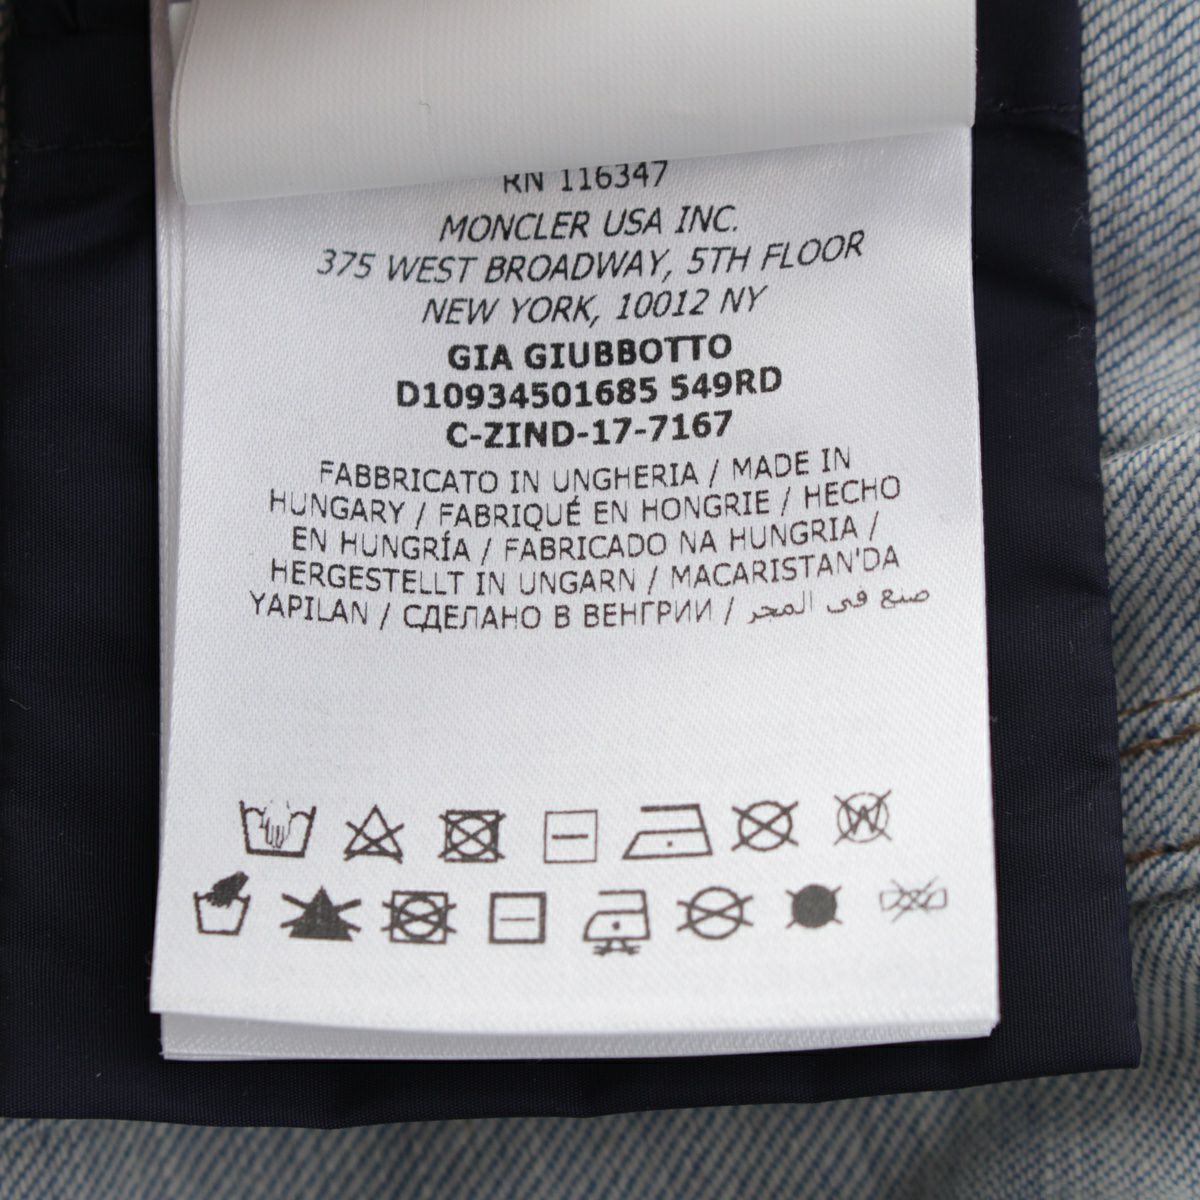 RN 116347
MONCLER USA INC.
375 WEST BROADWAY, 5TH FLOOR
NEW YORK, 10012 NY
GIA GIUBBOTTO
D10934501685 549RD
C-ZIND-17-7167
FABBRICATO IN UNGHERIA / MADE IN
HUNGARY / FABRIQUÉ EN HONGRIE / HECHO
EN HUNGRÍA / FABRICADO NA HUNGRIA /
HERGESTELLT IN UNGARN / MACARISTAN'DA
YAPILAN / СДЕЛАНО В ВЕНГРИИ / صنع في المجر
W